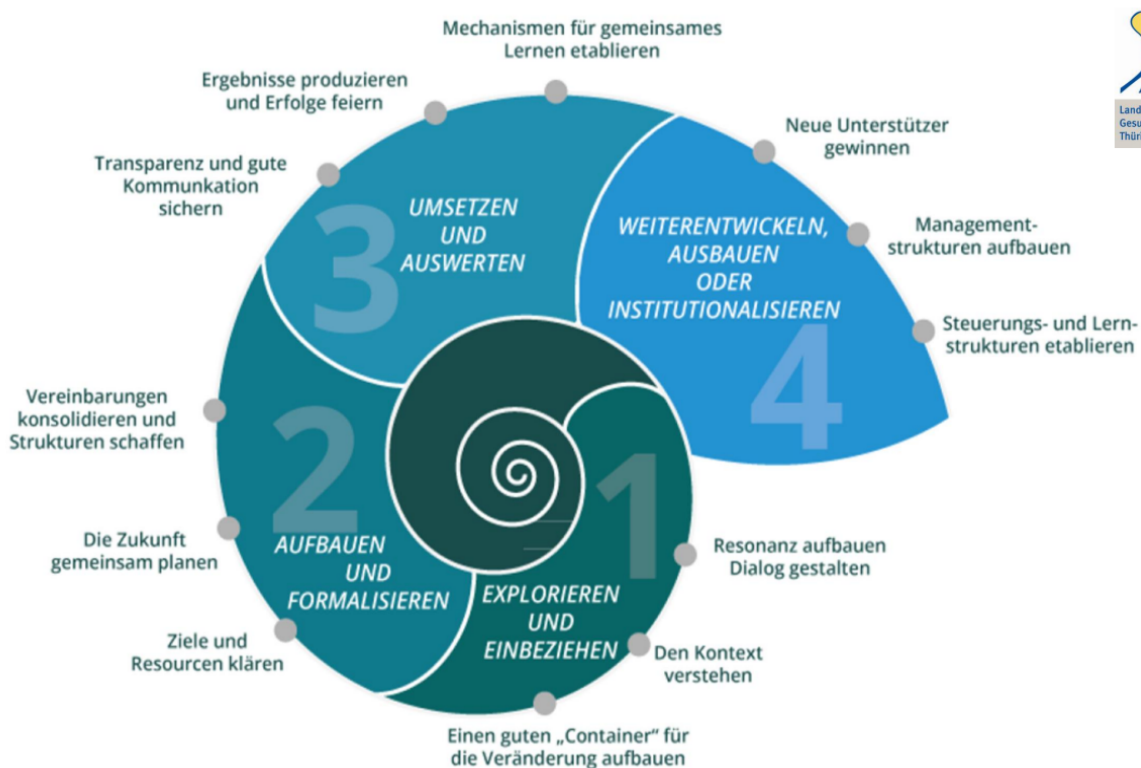 Mechanismen für gemeinsames
Lernen etablieren
Ergebnisse produzieren
und Erfolge feiern
Neue Unterstützer
gewinnen
Transparenz und gute
Kommunkation
sichern
3
UMSETZEN
UND
AUSWERTEN
WEITERENTWICKELN,
AUSBAUEN
ODER
INSTITUTIONALISIEREN
4
Management-
strukturen aufbauen
Steuerungs- und Lern-
strukturen etablieren
Vereinbarungen
konsolidieren und
Strukturen schaffen
2
AUFBAUEN
UND
FORMALISIEREN
1
EXPLORIEREN
UND
EINBEZIEHEN
Die Zukunft
gemeinsam planen
Resonanz aufbauen
Dialog gestalten
Ziele und
Resourcen klären
Den Kontext
verstehen
Einen guten „Container“ für
die Veränderung aufbauen